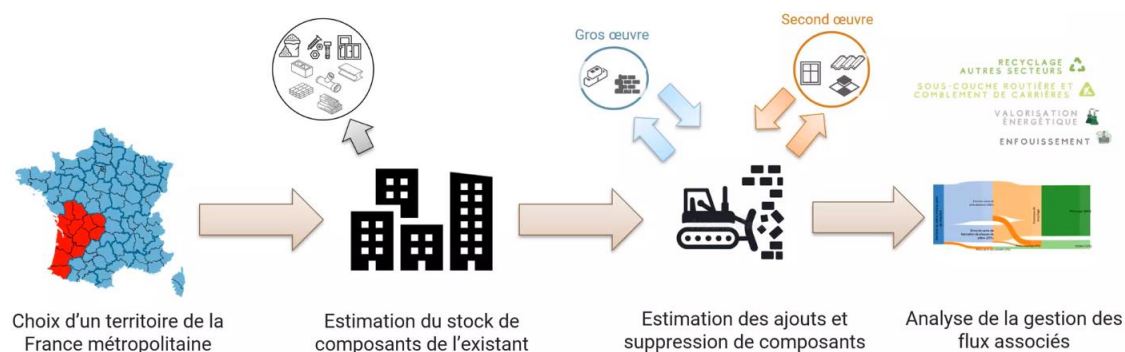 Gros œuvre
Second œuvre
RECYCLAGE
AUTRES SECTEURS
SOUS-COUCHE ROUTIÈRE ET
COMBLEMENT DE CARRIÈRES
VALORISATION
ÉNERGÉTIQUE
ENFOUISSEMENT
Choix d'un territoire de la
France métropolitaine
Estimation du stock de
composants de l'existant
Estimation des ajouts et
suppression de composants
Analyse de la gestion des
flux associés